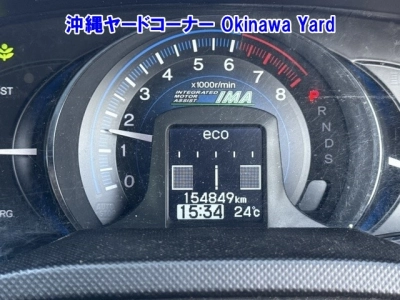 沖縄ヤードコーナー Okinawa Yard
x1000r/min
INTEGRATED
MOTOR
ASSIST
IMA
0
1
2
3
4
5
6
7
8
P
R
N
D
S
eco
154849km
15:34 24℃